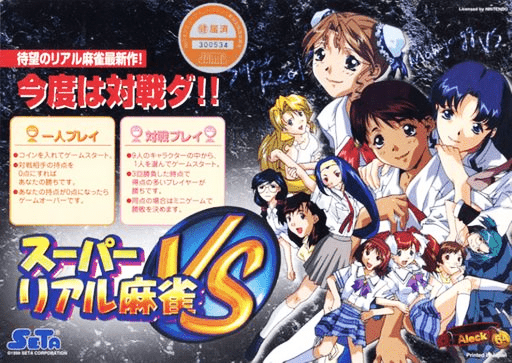 Licensed by NINTENDO
健 届済
300534
JAMMA
待望のリアル麻雀最新作!
今度は対戦ダ!!
一人プレイ
●コインを入れてゲームスタート。
●対戦相手の持点を
0点にすれば
あなたの勝ちです。
●あなたの持点が0点になったら
ゲームオーバーです。
対戦プレイ
●9人のキャラクターの中から、
1人を選んでゲームスタート。
●3回勝負した時点で
得点の多いプレイヤーが
勝ちです。
●同点の場合はミニゲームで
勝敗を決めます。
スーパー
リアル麻雀
VS
SETA
©1999 SETA CORPORATION
Aleck 64
Printed in Japan